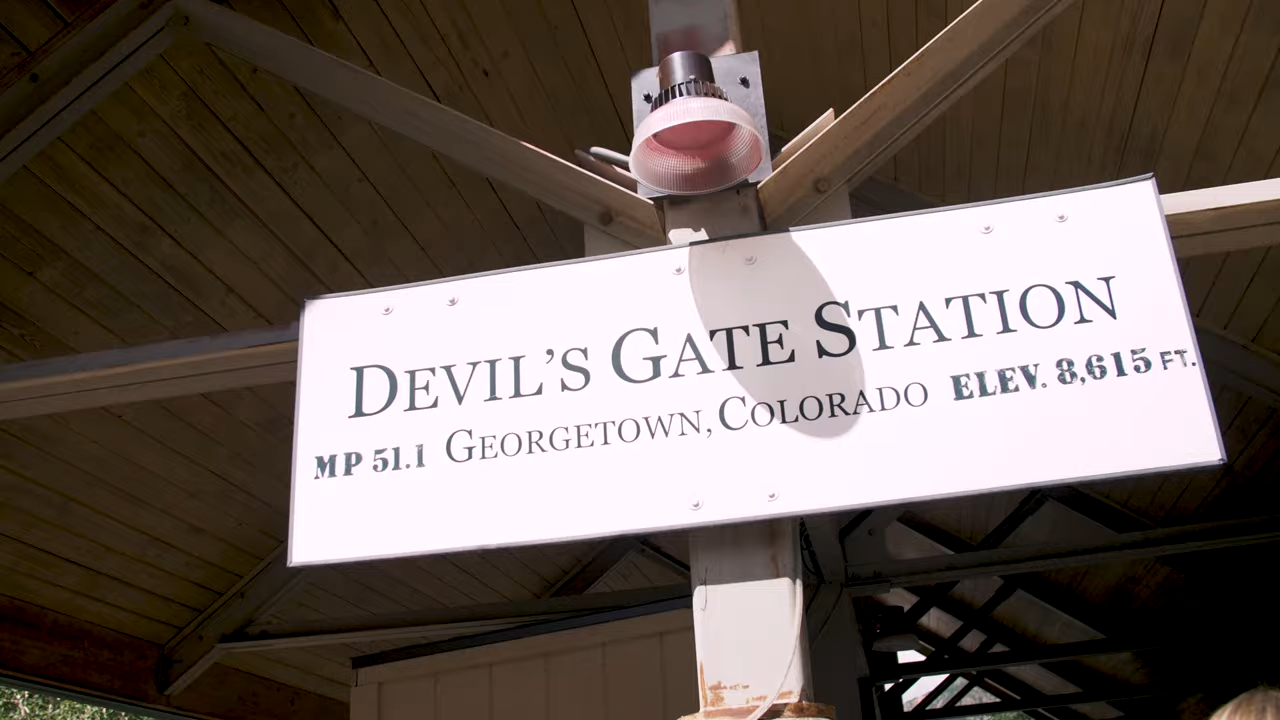 DEVIL'S GATE STATION
MP 51.1 GEORGETOWN, COLORADO ELEV. 8,615 FT.